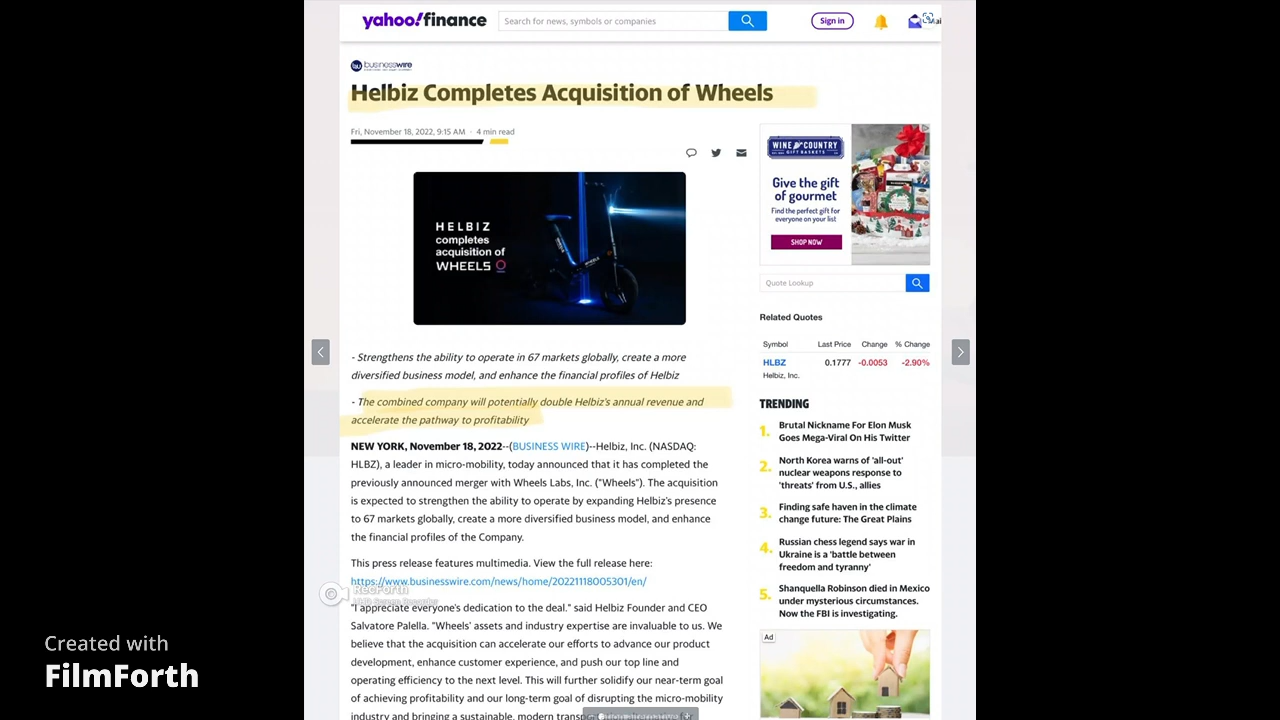 yahoo!finance
Search for news, symbols or companies
Sign in
businesswire
Helbiz Completes Acquisition of Wheels
Fri, November 18, 2022, 9:15 AM · 4 min read
HELBIZ
completes
acquisition of
WHEELS
- Strengthens the ability to operate in 67 markets globally, create a more
diversified business model, and enhance the financial profiles of Helbiz
- The combined company will potentially double Helbiz's annual revenue and
accelerate the pathway to profitability
NEW YORK, November 18, 2022--(BUSINESS WIRE)--Helbiz, Inc. (NASDAQ:
HLBZ), a leader in micro-mobility, today announced that it has completed the
previously announced merger with Wheels Labs, Inc. ("Wheels"). The acquisition
is expected to strengthen the ability to operate by expanding Helbiz's presence
to 67 markets globally, create a more diversified business model, and enhance
the financial profiles of the Company.
This press release features multimedia. View the full release here:
https://www.businesswire.com/news/home/20221118005301/en/
"I appreciate everyone's dedication to the deal." said Helbiz Founder and CEO
Salvatore Palella. "Wheels' assets and industry expertise are invaluable to us. We
believe that the acquisition can accelerate our efforts to advance our product
development, enhance customer experience, and push our top line and
operating efficiency to the next level. This will further solidify our near-term goal
of achieving profitability and our long-term goal of disrupting the micro-mobility
industry and bringing a sustainable, modern
WINE COUNTRY
GIFT BASKETS
Give the gift
of gourmet
Find the perfect gift for
everyone on your list
SHOP NOW
Quote Lookup
Related Quotes
Symbol Last Price Change % Change
HLBZ 0.1777 -0.0053 -2.90%
Helbiz, Inc.
TRENDING
1. Brutal Nickname For Elon Musk
Goes Mega-Viral On His Twitter
2. North Korea warns of 'all-out'
nuclear weapons response to
'threats' from U.S., allies
3. Finding safe haven in the climate
change future: The Great Plains
4. Russian chess legend says war in
Ukraine is a 'battle between
freedom and tyranny'
5. Shanquella Robinson died in Mexico
under mysterious circumstances.
Now the FBI is investigating.
Ad
RecForth
Created with
FilmForth